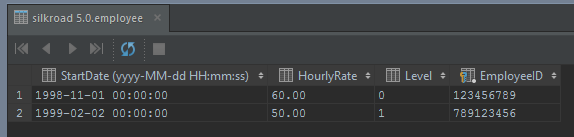 silkroad 5.0.employee
StartDate (yyyy-MM-dd HH:mm:ss) HourlyRate Level EmployeeID
1 1998-11-01 00:00:00 60.00 0 123456789
2 1999-02-02 00:00:00 50.00 1 789123456